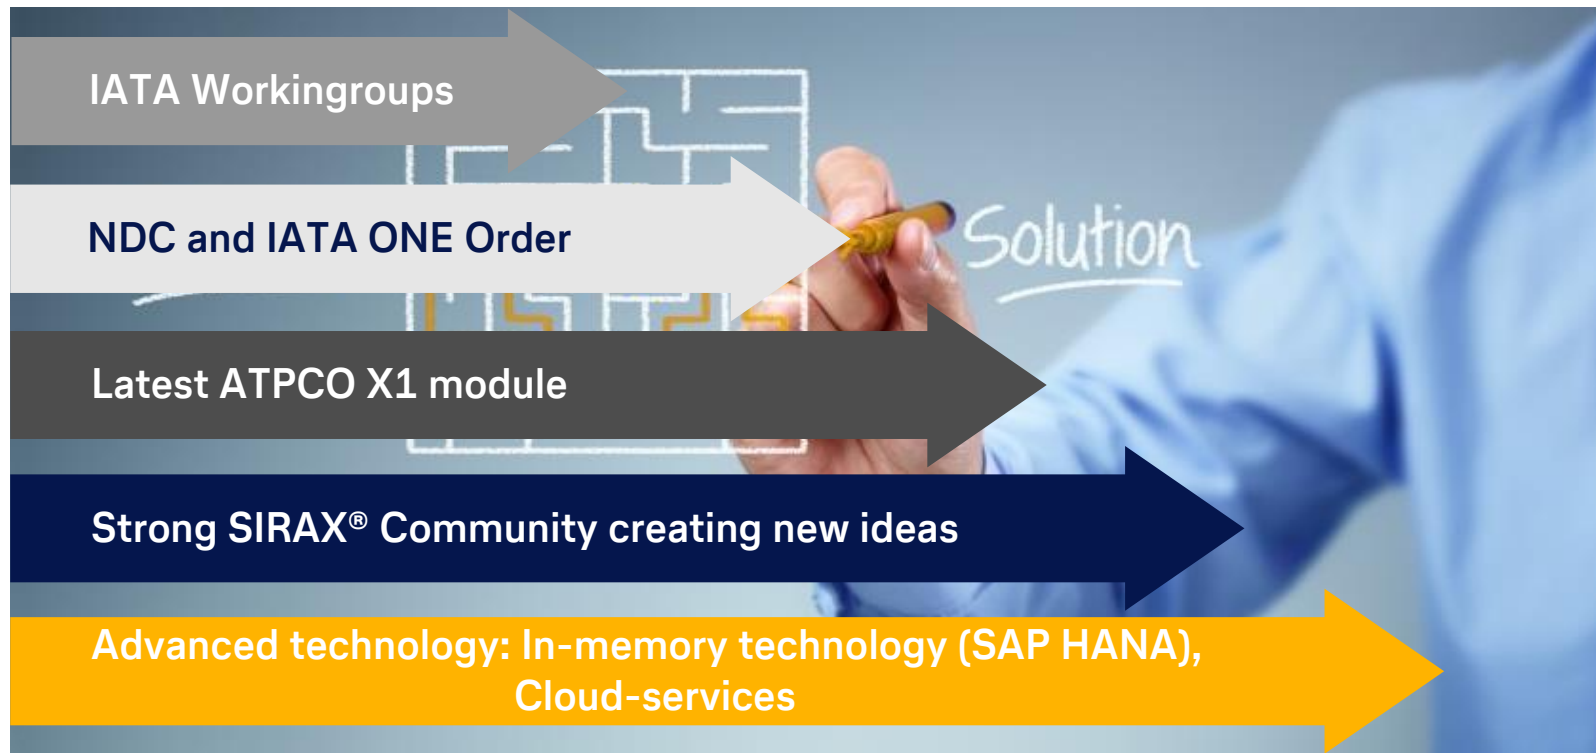 IATA Workingroups
NDC and IATA ONE Order
Solution
Latest ATPCO X1 module
Strong SIRAX® Community creating new ideas
Advanced technology: In-memory technology (SAP HANA),
Cloud-services